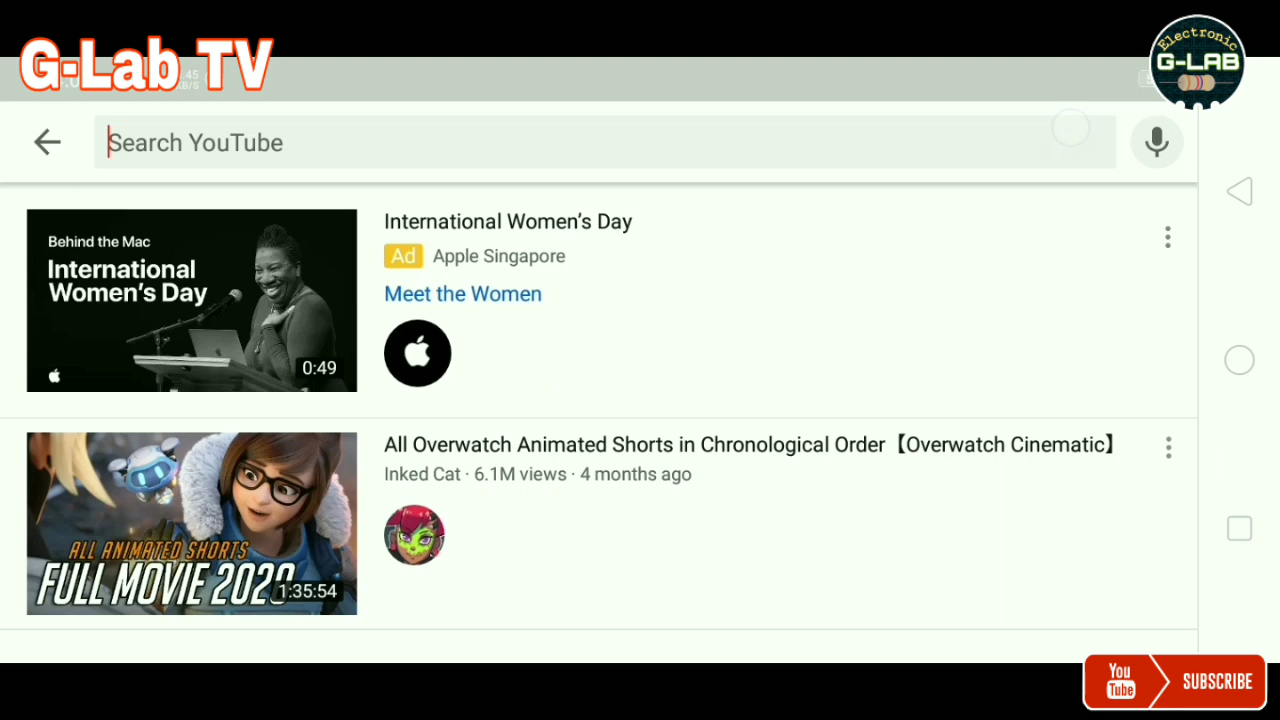 G-Lab TV
Electronic
G-LAB
Search YouTube
Behind the Mac
International
Women's Day
0:49
International Women's Day
Ad Apple Singapore
Meet the Women
ALL ANIMATED SHORTS
FULL MOVIE 2020
1:35:54
All Overwatch Animated Shorts in Chronological Order【Overwatch Cinematic】
Inked Cat · 6.1M views · 4 months ago
You
Tube
SUBSCRIBE